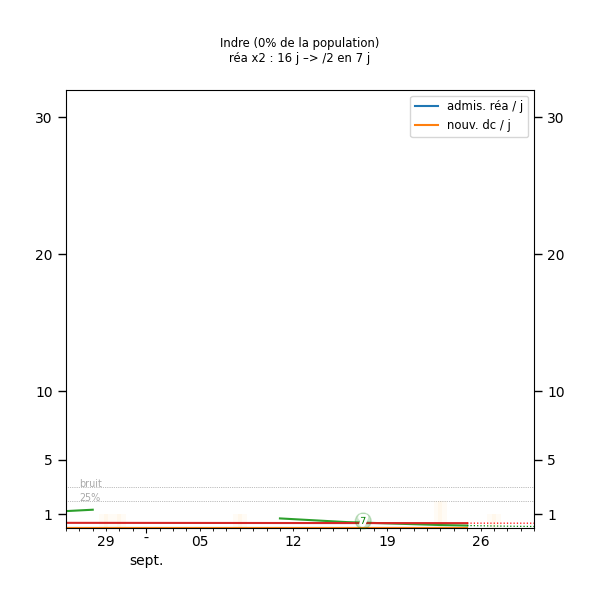 Indre (0% de la population)
réa x2 : 16 j –> /2 en 7 j
admis. réa / j
nouv. dc / j
30 30
20 20
10 10
5 5
bruit
25%
7
1 1
29 - 05 12 19 26
sept.